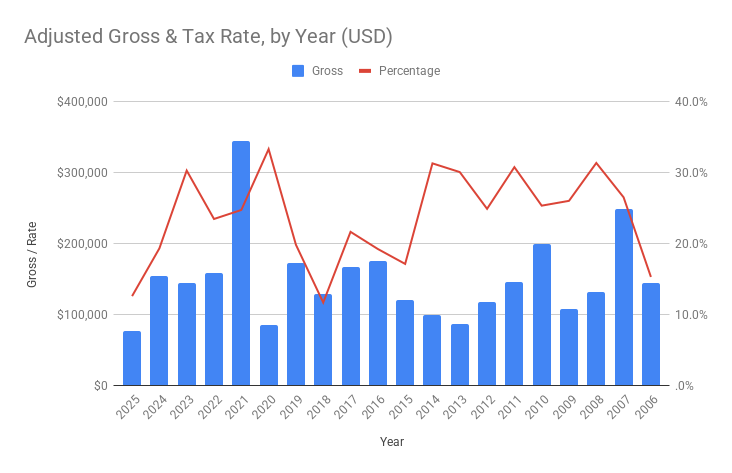 Adjusted Gross & Tax Rate, by Year (USD)
Gross Percentage
$400,000 40.0%
$300,000 30.0%
$200,000 20.0%
$100,000 10.0%
$0 .0%
Gross / Rate
2025 2024 2023 2022 2021 2020 2019 2018 2017 2016 2015 2014 2013 2012 2011 2010 2009 2008 2007 2006
Year